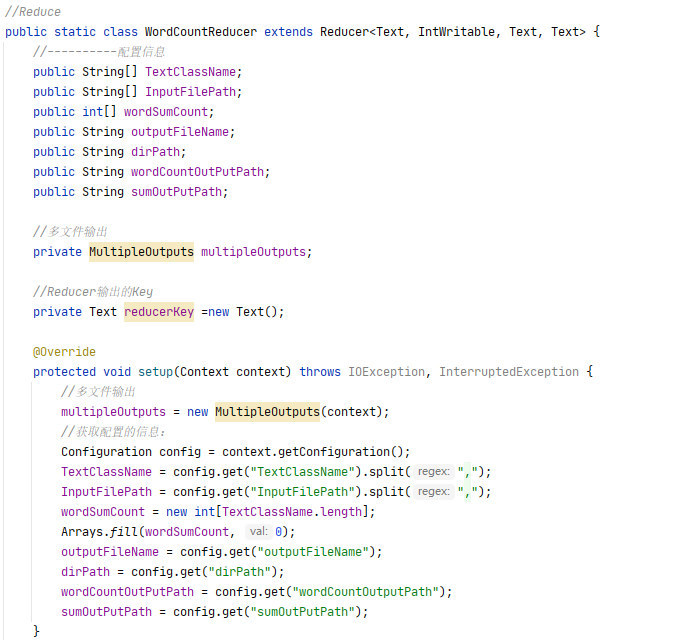 //Reduce
public static class WordCountReducer extends Reducer<Text, IntWritable, Text, Text> {
//----------配置信息
public String[] TextClassName;
public String[] InputFilePath;
public int[] wordSumCount;
public String outputFileName;
public String dirPath;
public String wordCountOutPutPath;
public String sumOutPutPath;
//多文件输出
private MultipleOutputs multipleOutputs;
//Reducer输出的Key
private Text reducerKey =new Text();
@Override
protected void setup(Context context) throws IOException, InterruptedException {
//多文件输出
multipleOutputs = new MultipleOutputs(context);
//获取配置的信息：
Configuration config = context.getConfiguration();
TextClassName = config.get("TextClassName").split( regex: ",");
InputFilePath = config.get("InputFilePath").split( regex: ",");
wordSumCount = new int[TextClassName.length];
Arrays.fill(wordSumCount, val: 0);
outputFileName = config.get("outputFileName");
dirPath = config.get("dirPath");
wordCountOutPutPath = config.get("wordCountOutputPath");
sumOutPutPath = config.get("sumOutPutPath");
}